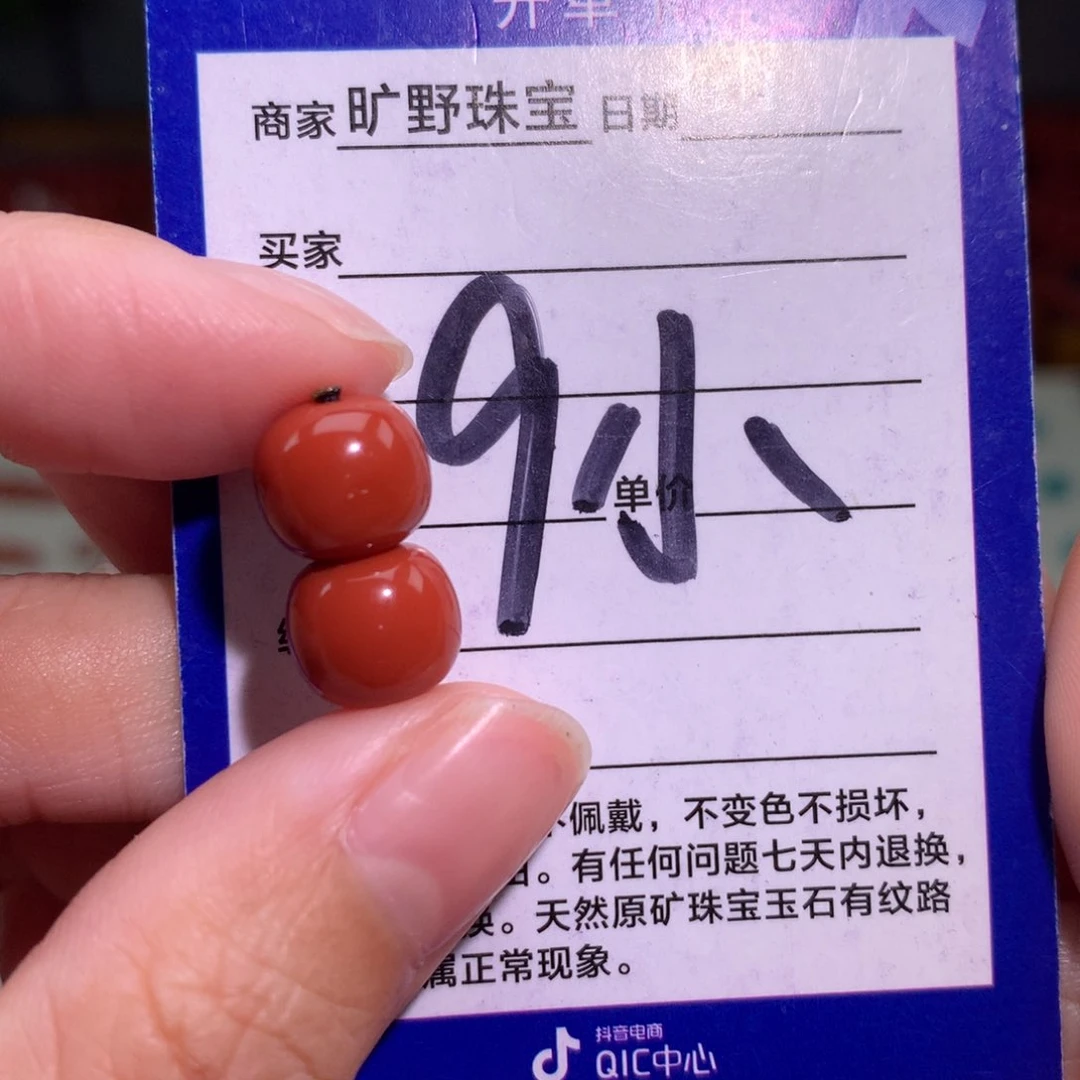 商家 旷野珠宝 日期
买家
9小
单价
佩戴，不变色不损坏，
。有任何问题七天内退换，
换。天然原矿珠宝玉石有纹路
属正常现象。
抖音电商
QIC中心